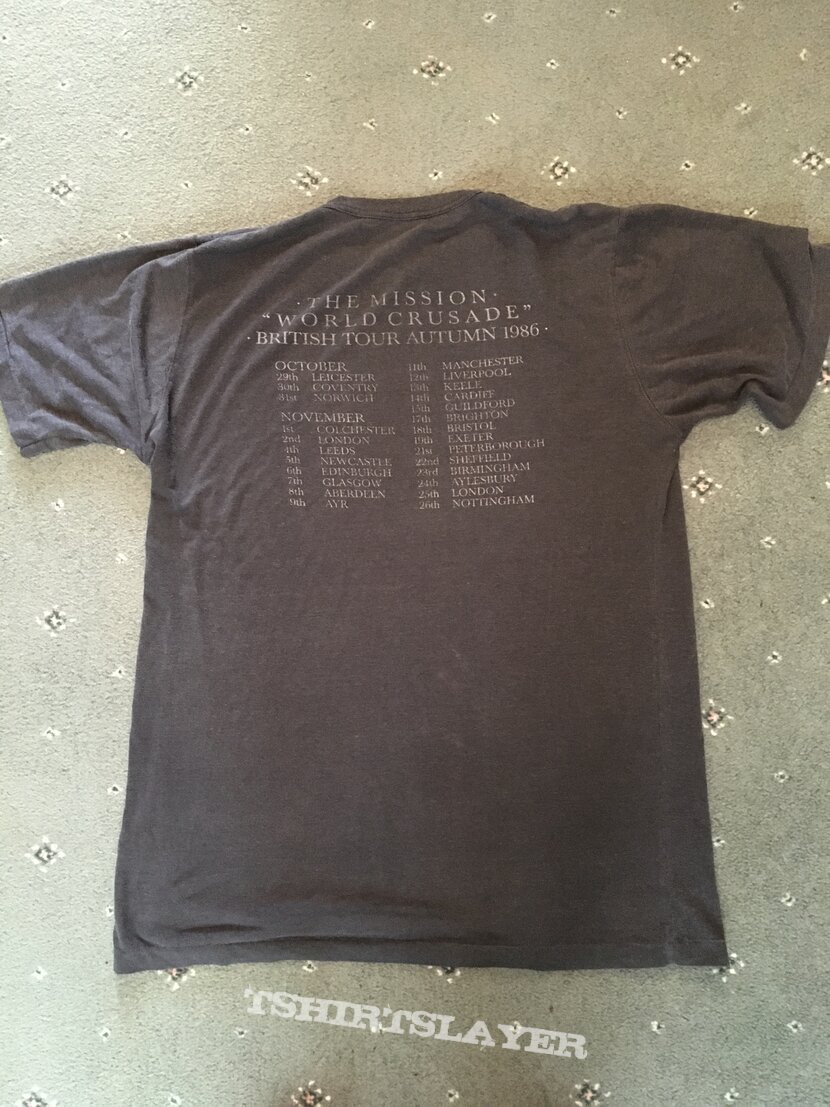 · THE MISSION ·
"WORLD CRUSADE"
· BRITISH TOUR AUTUMN 1986 ·
OCTOBER
29th LEICESTER
30th COVENTRY
31st NORWICH
NOVEMBER
1st COLCHESTER
2nd LONDON
4th LEEDS
5th NEWCASTLE
6th EDINBURGH
7th GLASGOW
8th ABERDEEN
9th AYR
11th MANCHESTER
12th LIVERPOOL
13th KEELE
14th CARDIFF
15th GUILDFORD
17th BRIGHTON
18th BRISTOL
19th EXETER
21st PETERBOROUGH
22nd SHEFFIELD
23rd BIRMINGHAM
24th AYLESBURY
25th LONDON
26th NOTTINGHAM
TSHIRTSLAYER